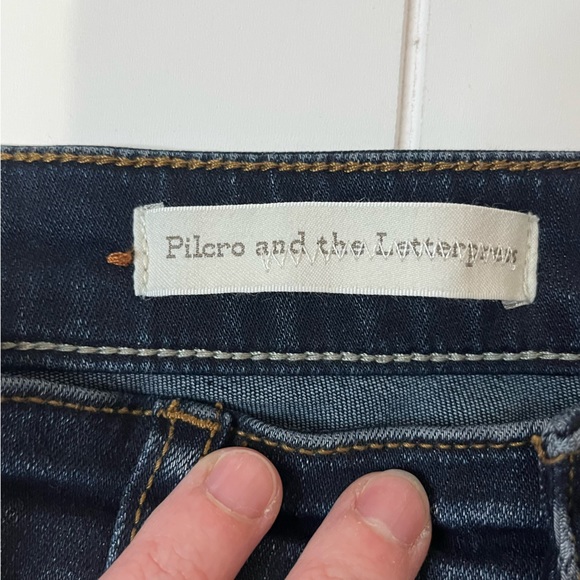 Pilcro and the Letterpress